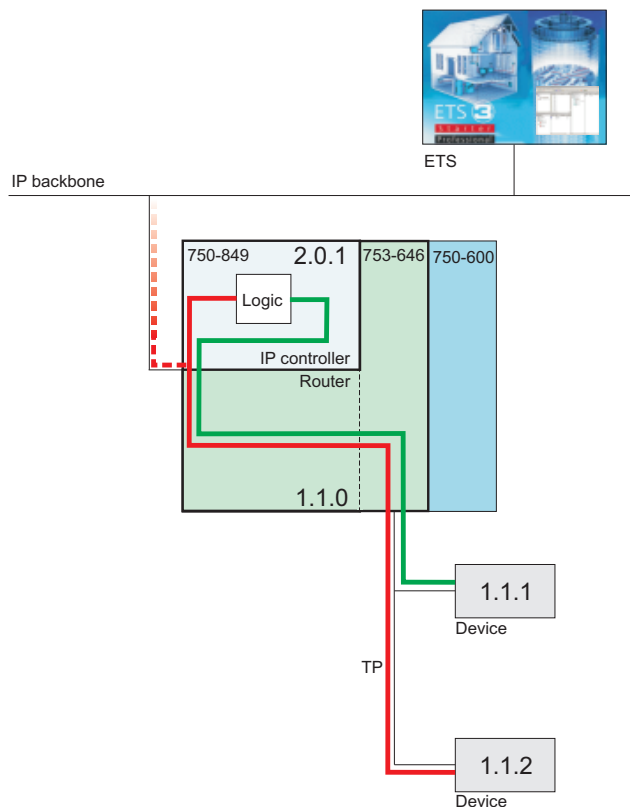 ETS 3
Starter
Professional
ETS
IP backbone
750-849
2.0.1
753-646
750-600
Logic
IP controller
Router
1.1.0
1.1.1
Device
TP
1.1.2
Device